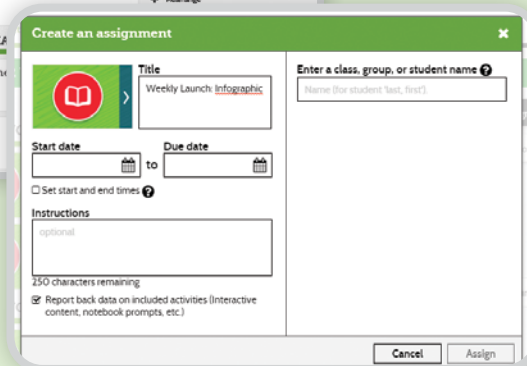 Create an assignment
Title
Weekly Launch: Infographic
Start date
to
Due date
Set start and end times
Instructions
optional
250 characters remaining
Report back data on included activities (Interactive
content, notebook prompts, etc.)
Enter a class, group, or student name
Name (for student 'last, first').
Cancel
Assign